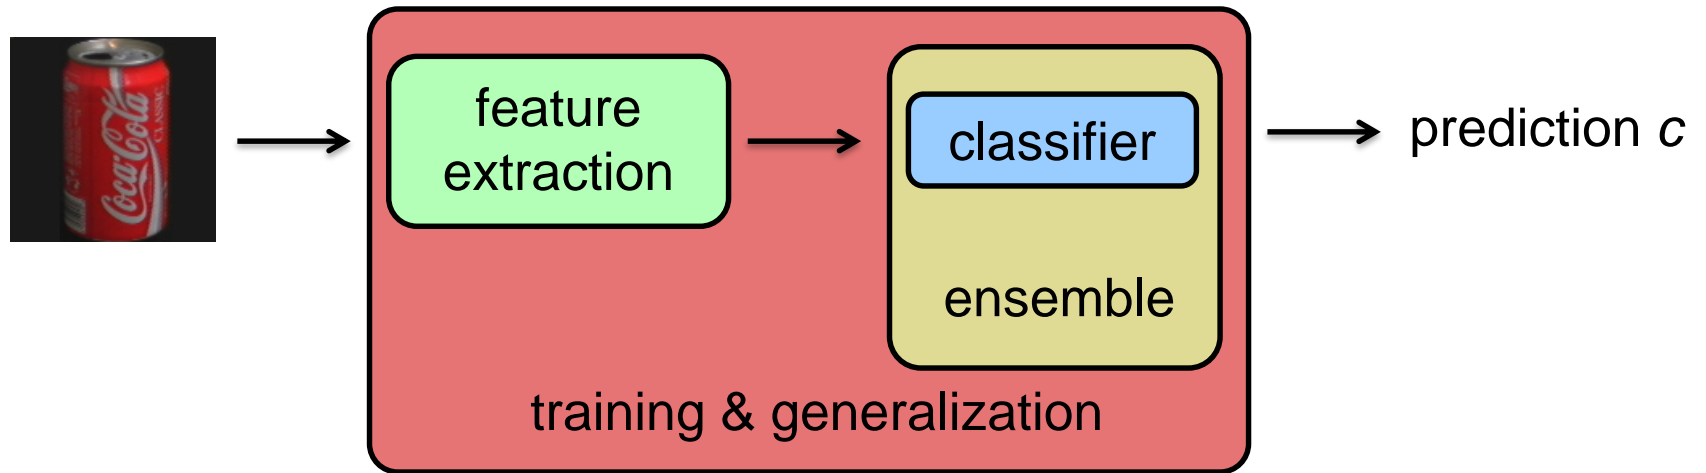 Coca-Cola
CLASSIC
feature
extraction
classifier
ensemble
training & generalization
prediction c